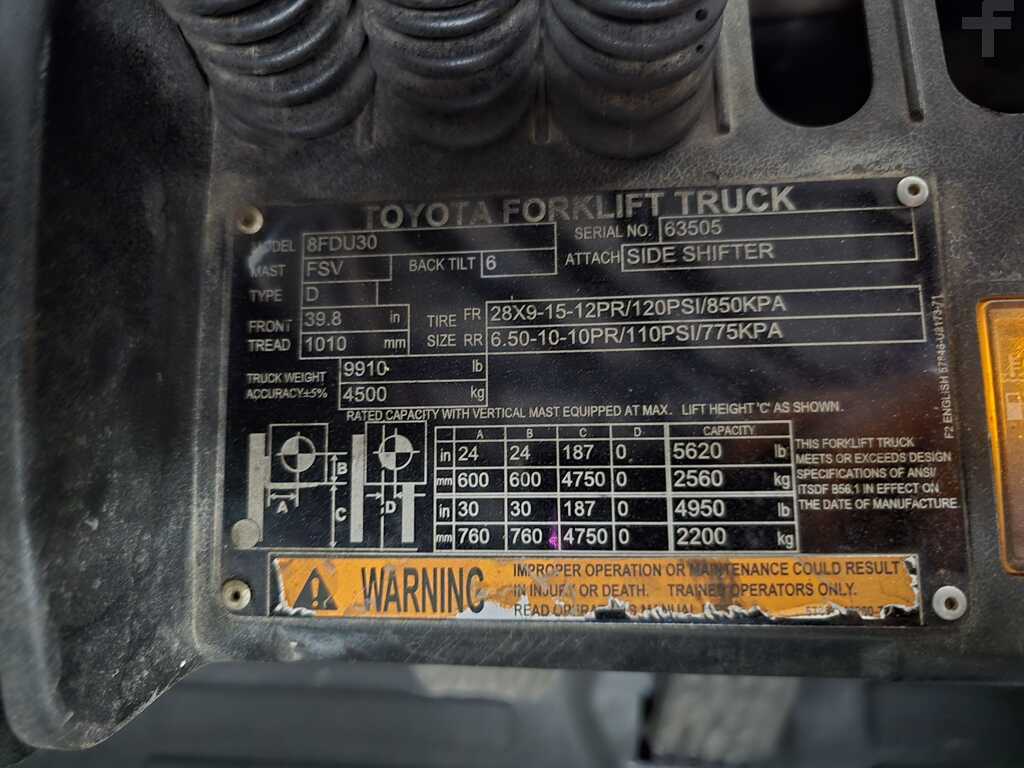 TOYOTA FORKLIFT TRUCK
MODEL 8FDU30 SERIAL NO. 63505
MAST FSV BACK TILT 6 ATTACH SIDE SHIFTER
TYPE D
FRONT TREAD 39.8 in 1010 mm
TIRE SIZE FR 28X9-15-12PR/120PSI/850KPA
RR 6.50-10-10PR/110PSI/775KPA
TRUCK WEIGHT 9910 lb
ACCURACY±5% 4500 kg
RATED CAPACITY WITH VERTICAL MAST EQUIPPED AT MAX. LIFT HEIGHT 'C' AS SHOWN.
A B C D CAPACITY
in 24 24 187 0 5620 lb
mm 600 600 4750 0 2560 kg
in 30 30 187 0 4950 lb
mm 760 760 4750 0 2200 kg
A B C D
THIS FORKLIFT TRUCK
MEETS OR EXCEEDS DESIGN
SPECIFICATIONS OF ANSI/
ITSDF B56.1 IN EFFECT ON
THE DATE OF MANUFACTURE.
F2 ENGLISH
WARNING
IMPROPER OPERATION OR MAINTENANCE COULD RESULT
IN INJURY OR DEATH. TRAINED OPERATORS ONLY.
READ OPERATOR'S MANUAL
f